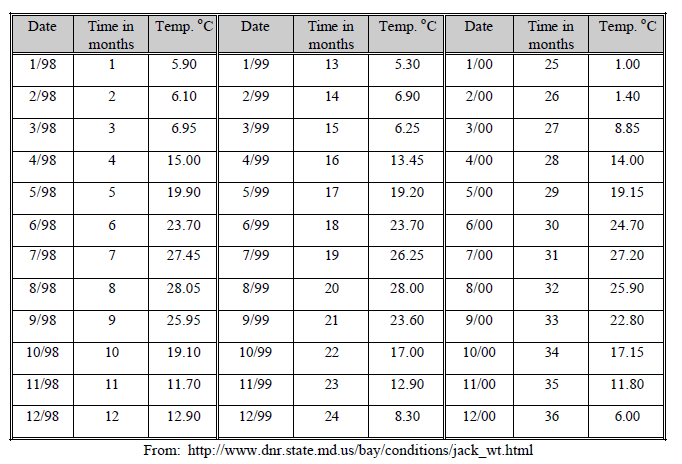 Date Time in months Temp. °C Date Time in months Temp. °C Date Time in months Temp. °C
1/98 1 5.90 1/99 13 5.30 1/00 25 1.00
2/98 2 6.10 2/99 14 6.90 2/00 26 1.40
3/98 3 6.95 3/99 15 6.25 3/00 27 8.85
4/98 4 15.00 4/99 16 13.45 4/00 28 14.00
5/98 5 19.90 5/99 17 19.20 5/00 29 19.15
6/98 6 23.70 6/99 18 23.70 6/00 30 24.70
7/98 7 27.45 7/99 19 26.25 7/00 31 27.20
8/98 8 28.05 8/99 20 28.00 8/00 32 25.90
9/98 9 25.95 9/99 21 23.60 9/00 33 22.80
10/98 10 19.10 10/99 22 17.00 10/00 34 17.15
11/98 11 11.70 11/99 23 12.90 11/00 35 11.80
12/98 12 12.90 12/99 24 8.30 12/00 36 6.00
From: http://www.dnr.state.md.us/bay/conditions/jack_wt.html